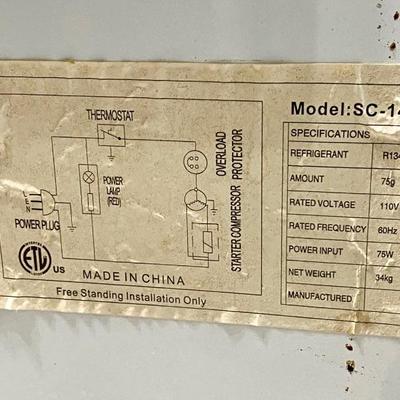 THERMOSTAT
POWER
LAMP
(RED)
OVERLOAD
PROTECTOR
STARTER COMPRESSOR
POWER PLUG
ETL
US
MADE IN CHINA
Free Standing Installation Only
Model:SC-14
SPECIFICATIONS
REFRIGERANT R134
AMOUNT 75g
RATED VOLTAGE 110V
RATED FREQUENCY 60Hz
POWER INPUT 75W
NET WEIGHT 34kg
MANUFACTURED